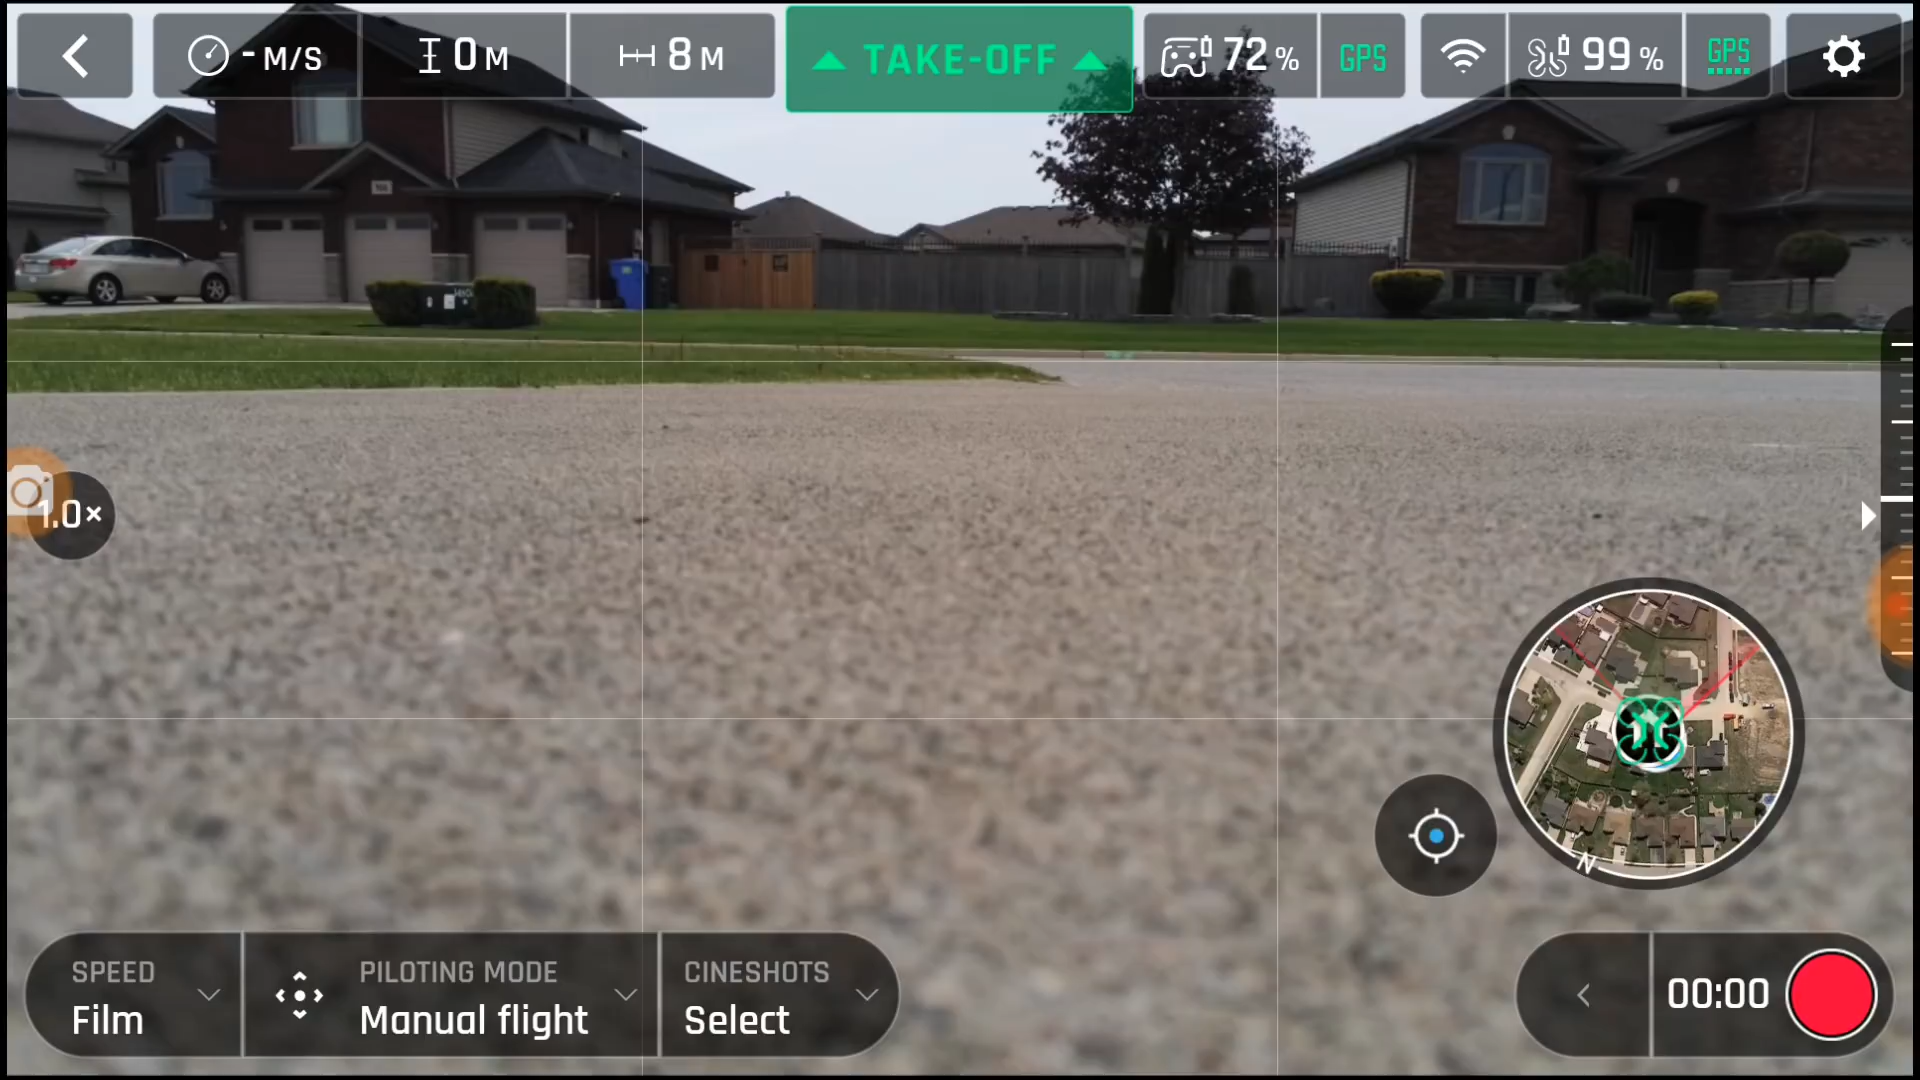 - M/S
0 M
8 M
TAKE-OFF
72 %
GPS
99 %
GPS
1.0×
N
SPEED
Film
PILOTING MODE
Manual flight
CINESHOTS
Select
00:00